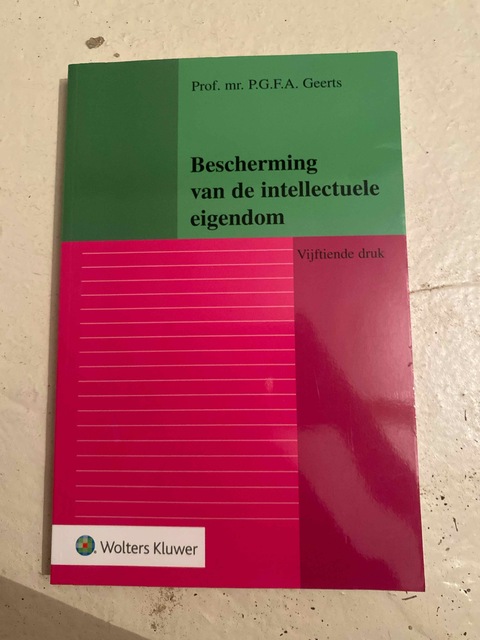 Prof. mr. P.G.F.A. Geerts
Bescherming
van de intellectuele
eigendom
Vijftiende druk
Wolters Kluwer